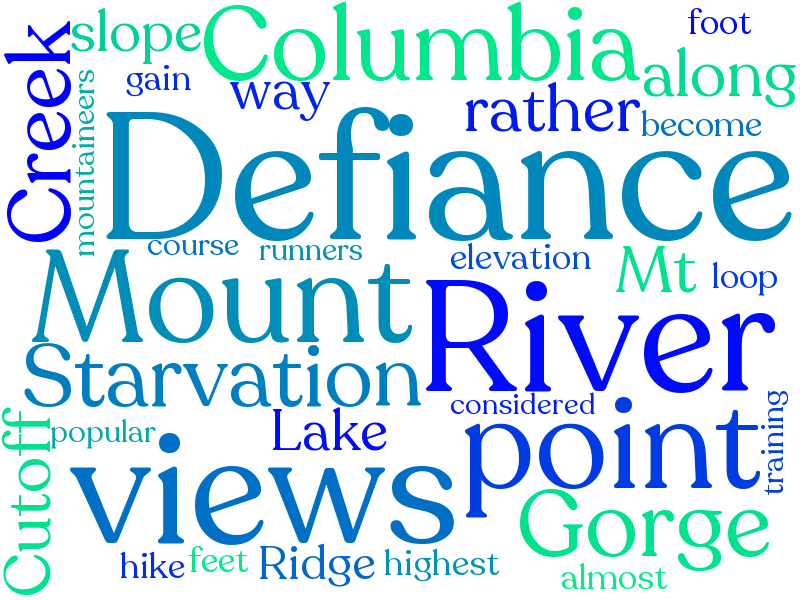 foot
slope
Columbia
along
gain
way
rather
become
Creek
mountaineers
Defiance
course
runners
elevation
Mt
loop
Mount
River
Starvation
considered
Lake
point
training
popular
Cutoff
views
Gorge
hike
feet
Ridge
highest
almost